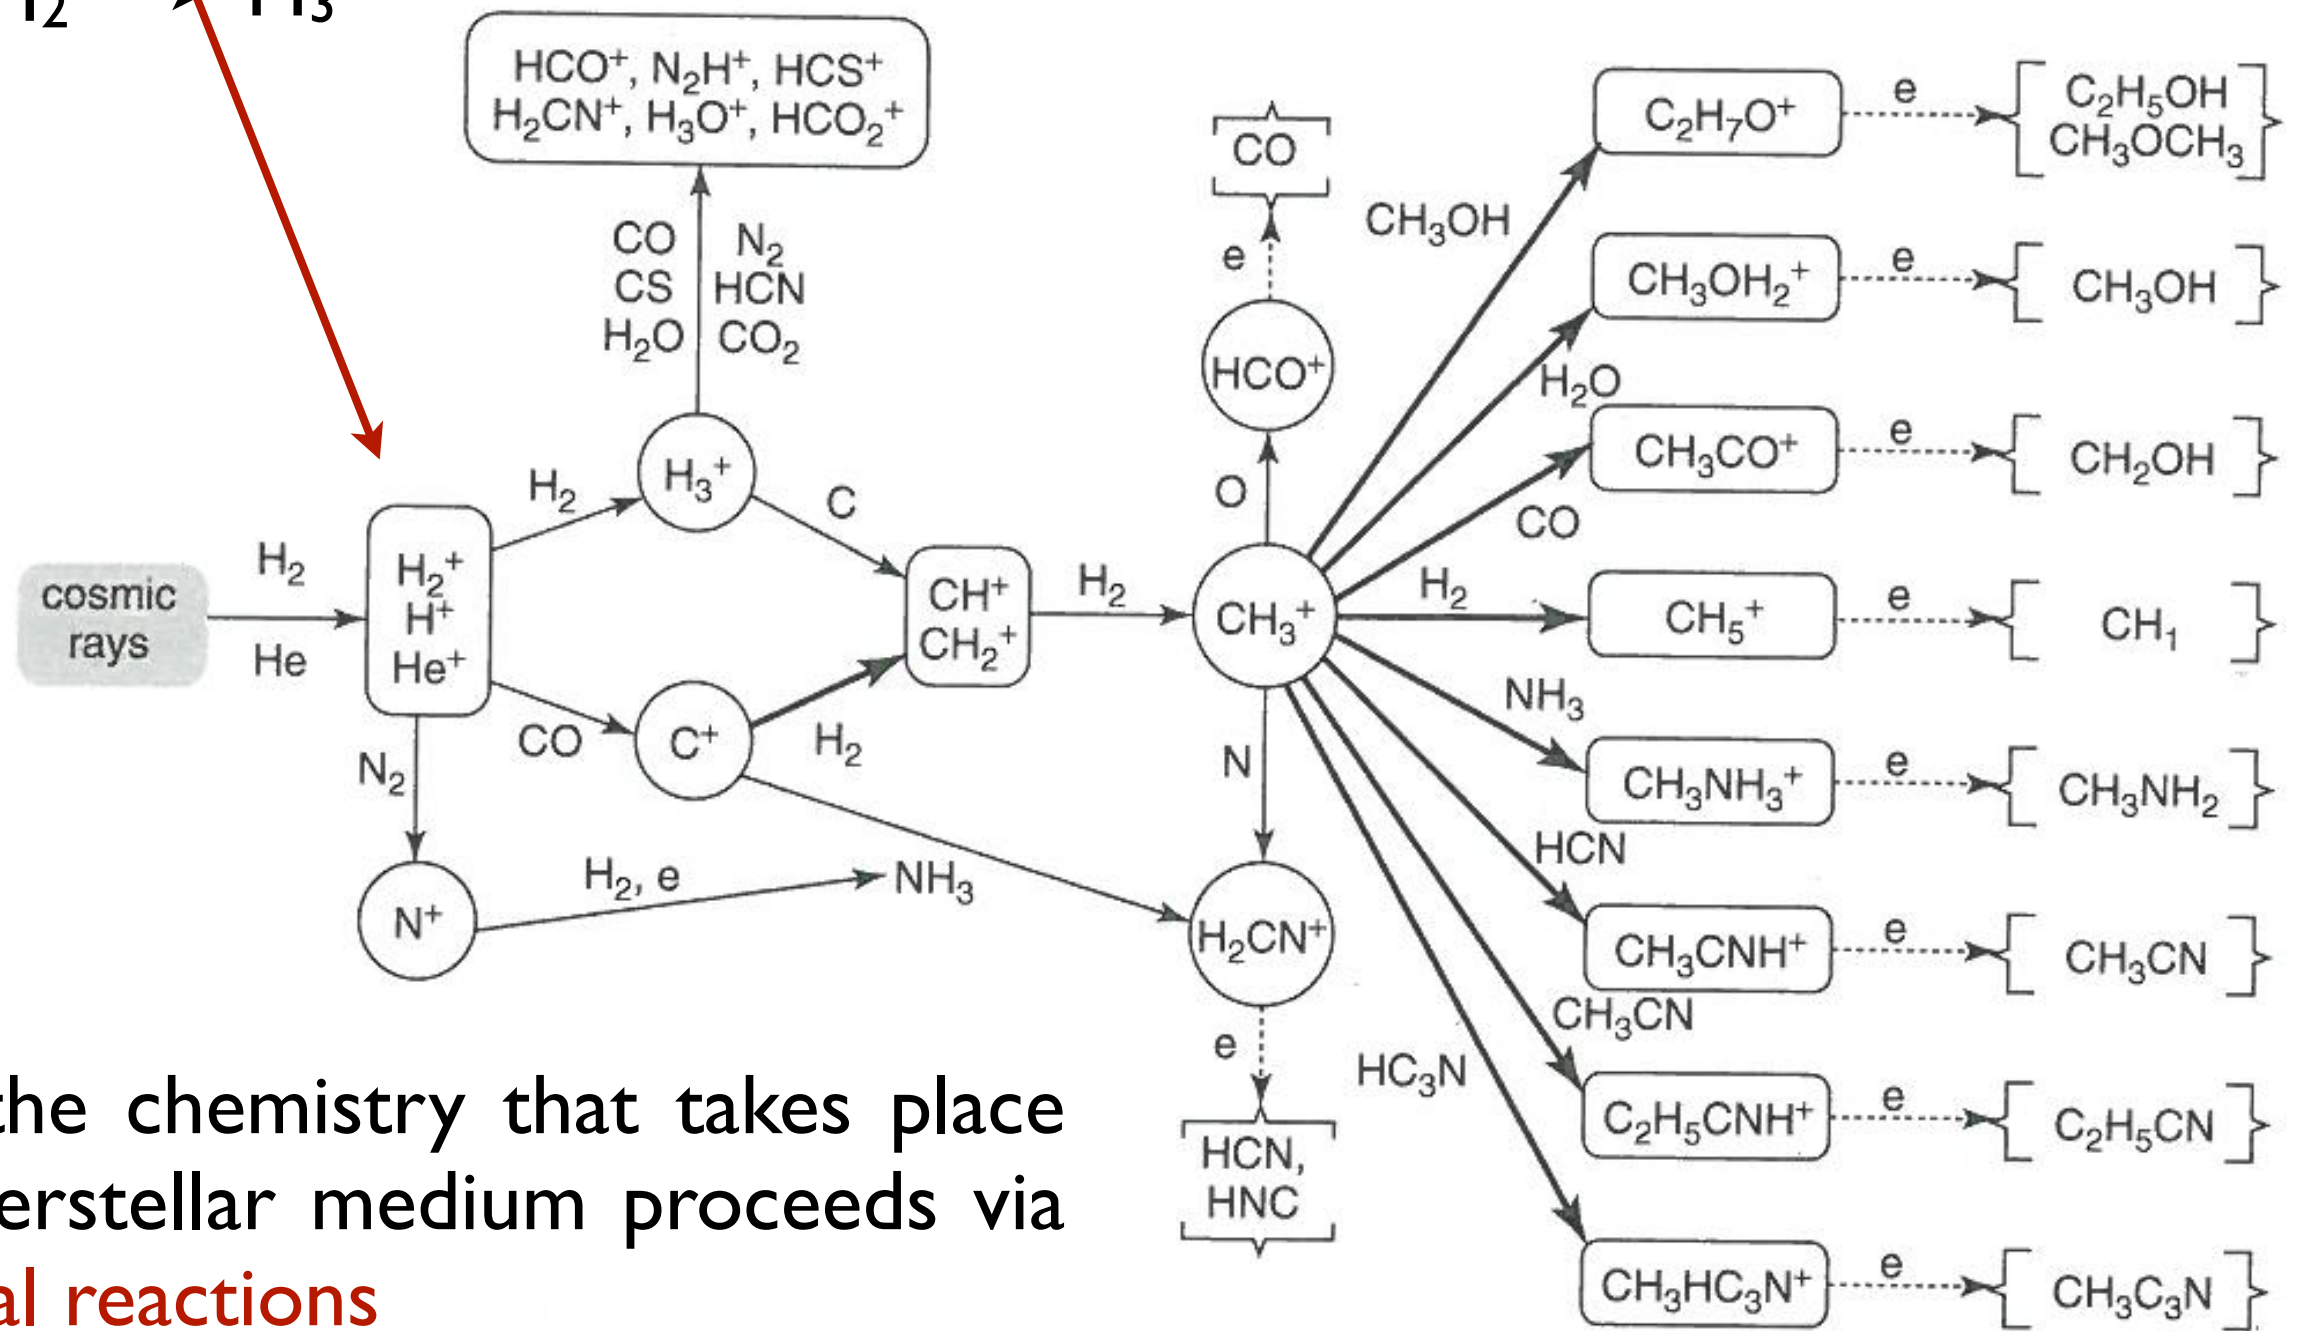 H₃
HCO⁺, N₂H⁺, HCS⁺
H₂CN⁺, H₃O⁺, HCO₂⁺
CO N₂
CS HCN
H₂O CO₂
H₃⁺
H₂
C
cosmic
rays
H₂
He
H₂⁺
H⁺
He⁺
CO
C⁺
H₂
N₂
N⁺
H₂, e
NH₃
CH⁺
CH₂⁺
H₂
CH₃⁺
O
HCO⁺
e
CO
N
H₂CN⁺
e
HCN,
HNC
CH₃OH
C₂H₇O⁺
e
C₂H₅OH
CH₃OCH₃
H₂O
CH₃OH₂⁺
e
CH₃OH
CO
CH₃CO⁺
e
CH₂OH
H₂
CH₅⁺
e
CH₁
NH₃
CH₃NH₃⁺
e
CH₃NH₂
HCN
CH₃CNH⁺
e
CH₃CN
CH₃CN
C₂H₅CNH⁺
e
C₂H₅CN
HC₃N
CH₃HC₃N⁺
e
CH₃C₃N
the chemistry that takes place
erstellar medium proceeds via
al reactions